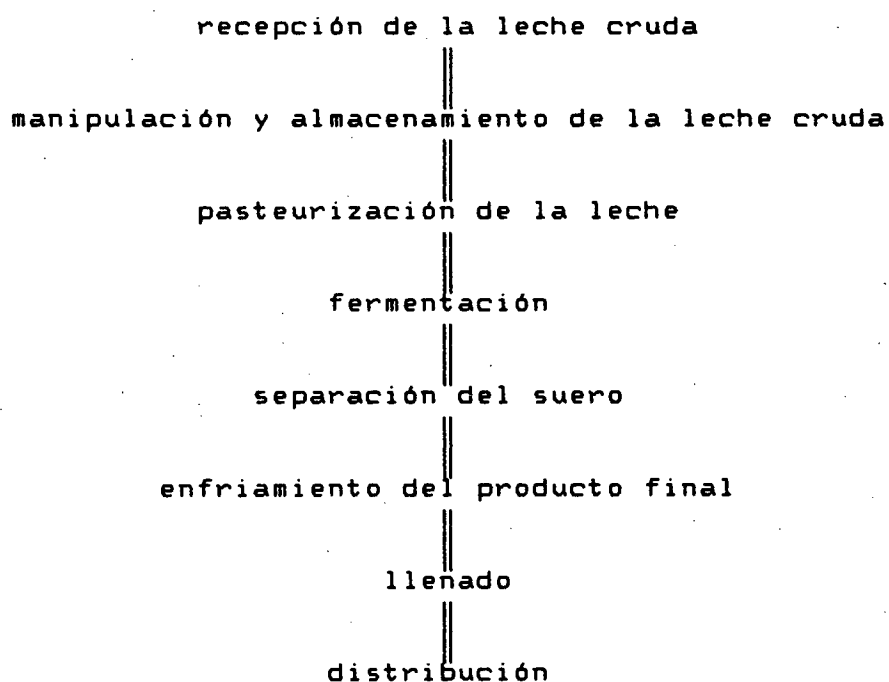 recepción de la leche cruda
manipulación y almacenamiento de la leche cruda
pasteurización de la leche
fermentación
separación del suero
enfriamiento del producto final
llenado
distribución